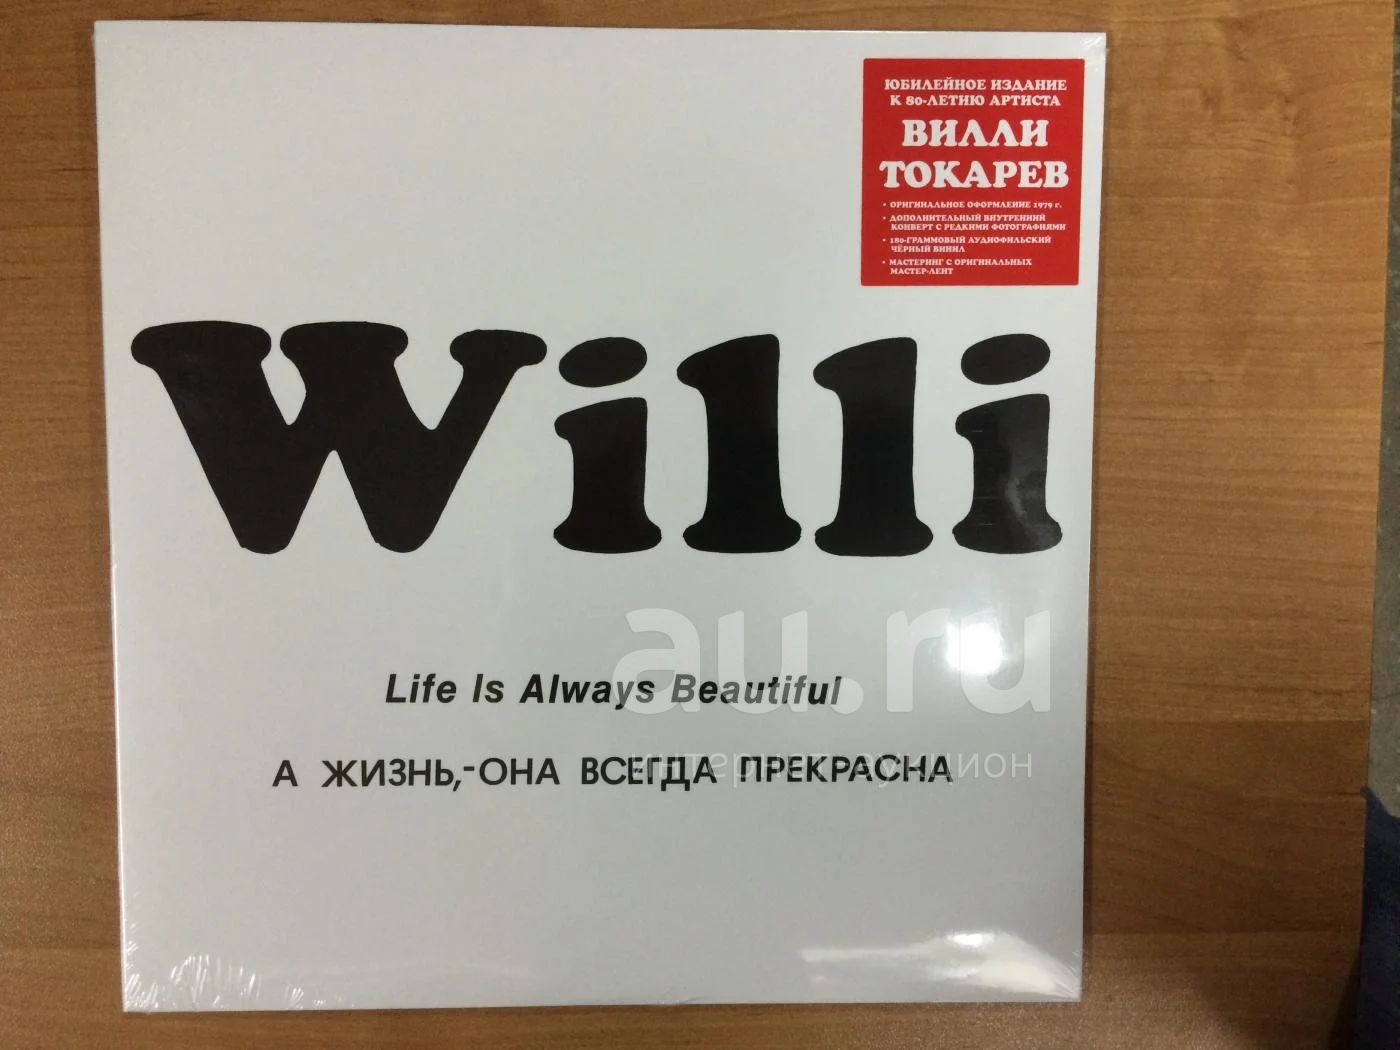 ЮБИЛЕЙНОЕ ИЗДАНИЕ
К 80-ЛЕТИЮ АРТИСТА
ВИЛЛИ
ТОКАРЕВ
• ОРИГИНАЛЬНОЕ ОФОРМЛЕНИЕ 1979 г.
• ДОПОЛНИТЕЛЬНЫЙ ВНУТРЕННИЙ
КОНВЕРТ С РЕДКИМИ ФОТОГРАФИЯМИ
• 180-ГРАММОВЫЙ АУДИОФИЛЬСКИЙ
ЧЁРНЫЙ ВИНИЛ
• МАСТЕРИНГ С ОРИГИНАЛЬНЫХ
МАСТЕР-ЛЕНТ
Willi
au.ru
Life Is Always Beautiful
интернет-аукцион
А ЖИЗНЬ,-ОНА ВСЕГДА ПРЕКРАСНА